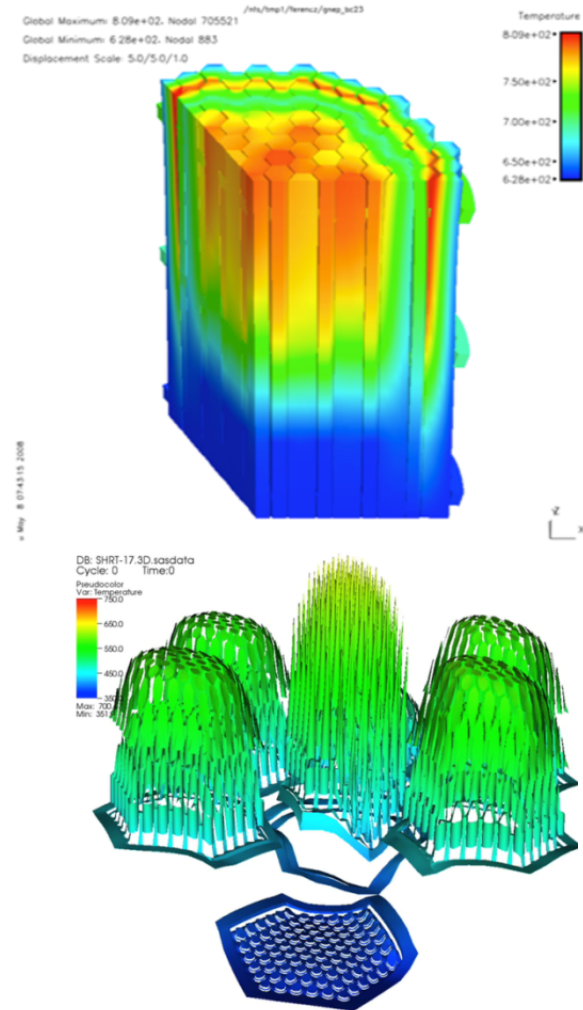 /nfs/tmp1/ferencz/gnep_bc23
Global Maximum: 8.09e+02, Nodal 705521
Global Minimum: 6.28e+02, Nodal 883
Displacement Scale: 5.0/5.0/1.0
Temperature
8.09e+02
7.50e+02
7.00e+02
6.50e+02
6.28e+02
May 8 07:43:15 2008
X
DB: SHRT-17.3D.sasdata
Cycle: 0 Time:0
Pseudocolor
Var: Temperature
750.0
650.0
450.0
Max: 700.
Min: 351.